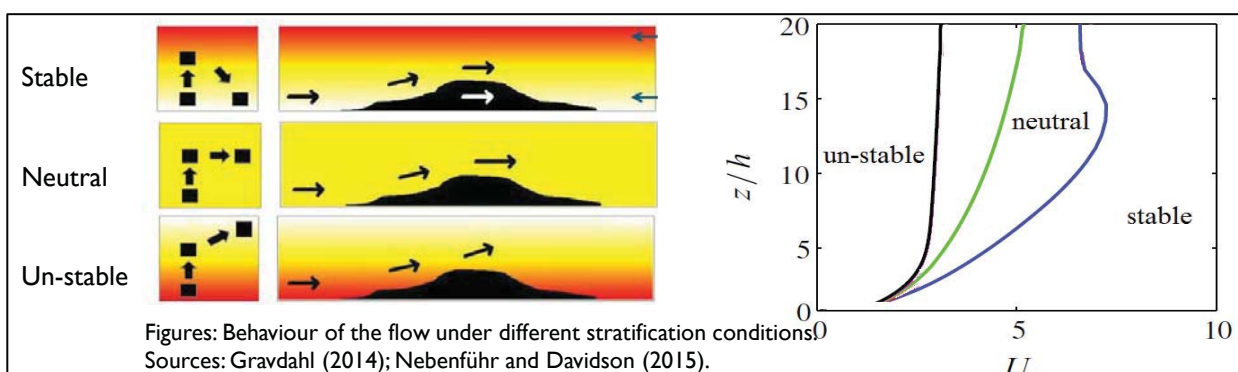 Stable
Neutral
Un-stable
Figures: Behaviour of the flow under different stratification conditions.
Sources: Gravdahl (2014); Nebenführ and Davidson (2015).
20
15
10
5
0
z/h
un-stable
neutral
stable
0
5
10
U